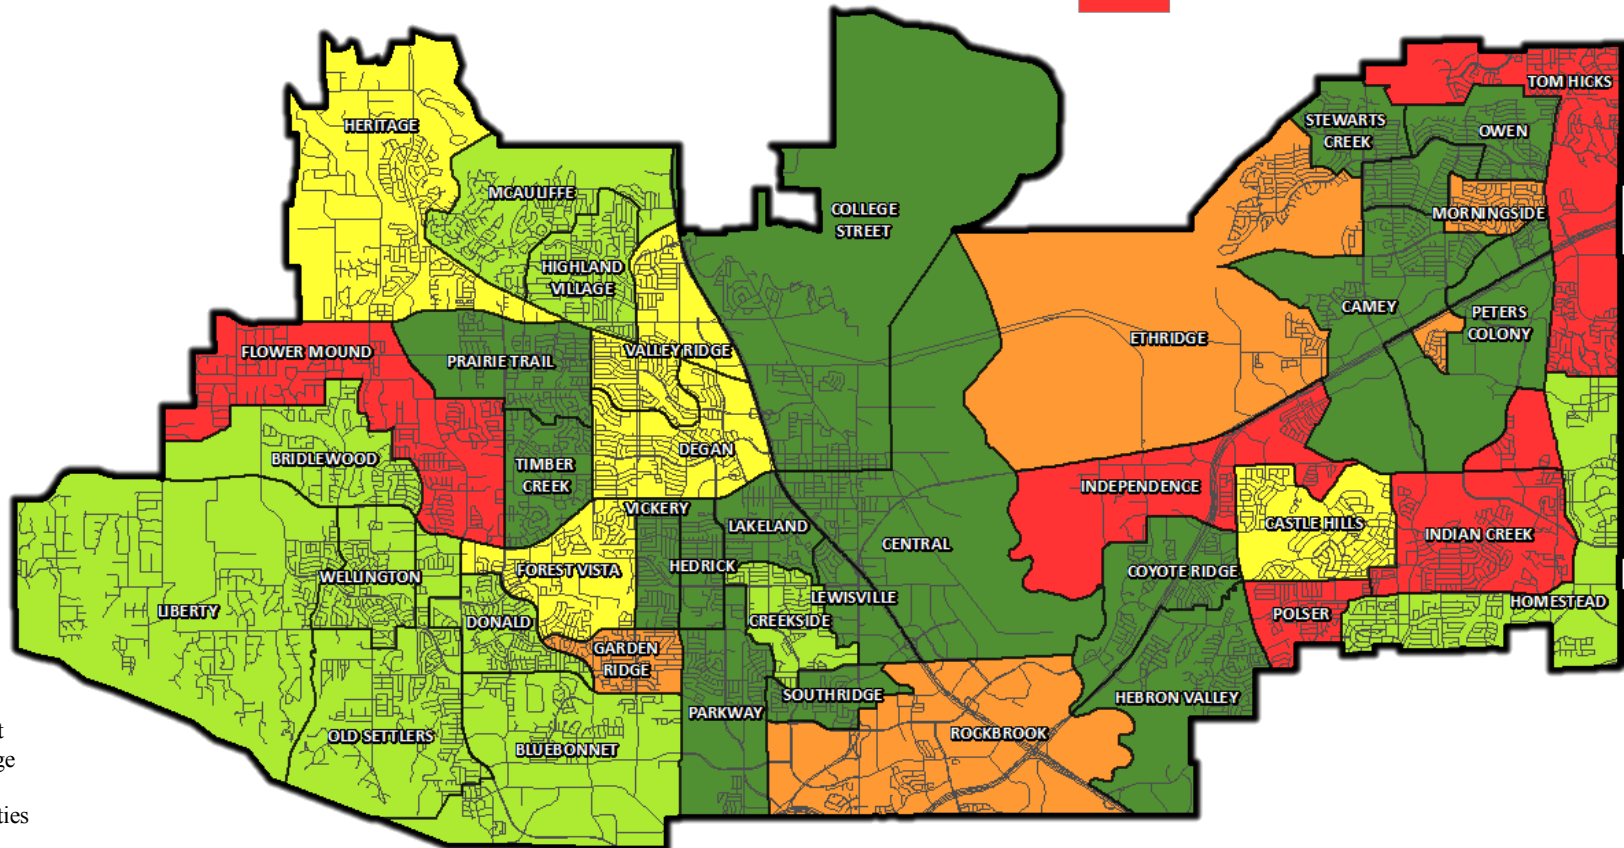 TOM HICKS
STEWARTS
CREEK
OWEN
HERITAGE
MCAULIFFE
COLLEGE
STREET
MORNINGSIDE
HIGHLAND
VILLAGE
CAMEY
PETERS
COLONY
ETHRIDGE
FLOWER MOUND
PRAIRIE TRAIL
VALLEY RIDGE
BRIDLEWOOD
TIMBER
CREEK
DEGAN
INDEPENDENCE
VICKERY
LAKELAND
CASTLE HILLS
INDIAN CREEK
CENTRAL
WELLINGTON
FOREST VISTA
HEDRICK
COYOTE RIDGE
LIBERTY
LEWISVILLE
HOMESTEAD
DONALD
CREEKSIDE
POLSER
GARDEN
RIDGE
SOUTHRIDGE
HEBRON VALLEY
PARKWAY
OLD SETTLERS
BLUEBONNET
ROCKBROOK
t
ge
ties